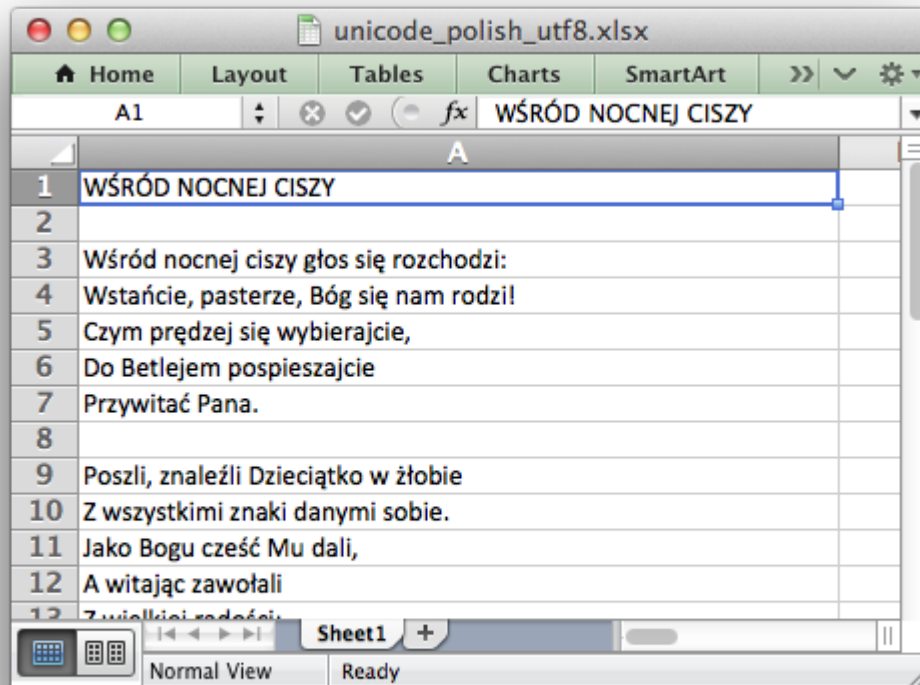 unicode_polish_utf8.xlsx
Home Layout Tables Charts SmartArt
A1 fx WŚRÓD NOCNEJ CISZY
A
1 WŚRÓD NOCNEJ CISZY
2
3 Wśród nocnej ciszy głos się rozchodzi:
4 Wstańcie, pasterze, Bóg się nam rodzi!
5 Czym prędzej się wybierajcie,
6 Do Betlejem pospieszajcie
7 Przywitać Pana.
8
9 Poszli, znaleźli Dzieciątko w żłobie
10 Z wszystkimi znaki danymi sobie.
11 Jako Bogu cześć Mu dali,
12 A witając zawołali
13 Z wielkiej radości:
Sheet1
Normal View Ready